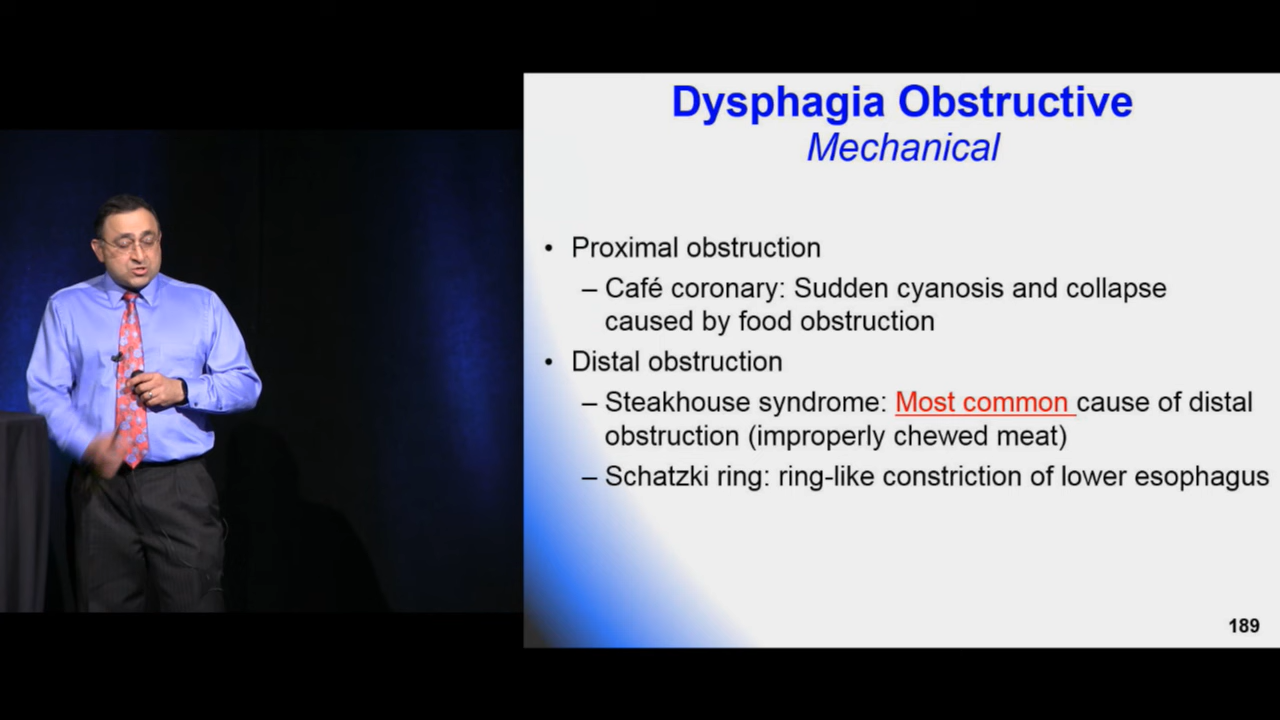 Dysphagia Obstructive
Mechanical
• Proximal obstruction
– Café coronary: Sudden cyanosis and collapse
caused by food obstruction
• Distal obstruction
– Steakhouse syndrome: Most common cause of distal
obstruction (improperly chewed meat)
– Schatzki ring: ring-like constriction of lower esophagus
189